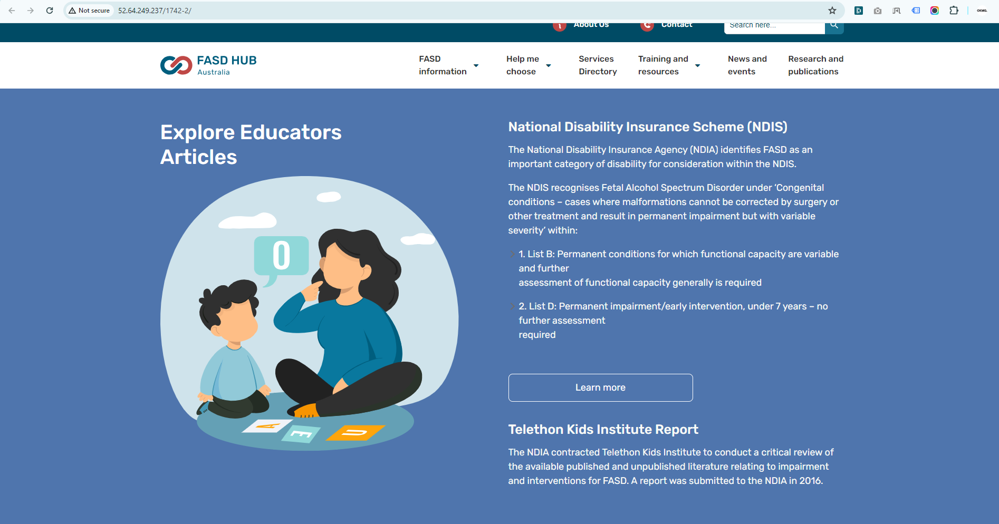 Not secure
52.64.249.237/1742-2/
OKMG.
About Us
Contact
Search here...
FASD HUB
Australia
FASD
information
Help me
choose
Services
Directory
Training and
resources
News and
events
Research and
publications
Explore Educators
Articles
O
A
E
U
National Disability Insurance Scheme (NDIS)
The National Disability Insurance Agency (NDIA) identifies FASD as an
important category of disability for consideration within the NDIS.
The NDIS recognises Fetal Alcohol Spectrum Disorder under ‘Congenital
conditions – cases where malformations cannot be corrected by surgery or
other treatment and result in permanent impairment but with variable
severity’ within:
1. List B: Permanent conditions for which functional capacity are variable
and further
assessment of functional capacity generally is required
2. List D: Permanent impairment/early intervention, under 7 years – no
further assessment
required
Learn more
Telethon Kids Institute Report
The NDIA contracted Telethon Kids Institute to conduct a critical review of
the available published and unpublished literature relating to impairment
and interventions for FASD. A report was submitted to the NDIA in 2016.